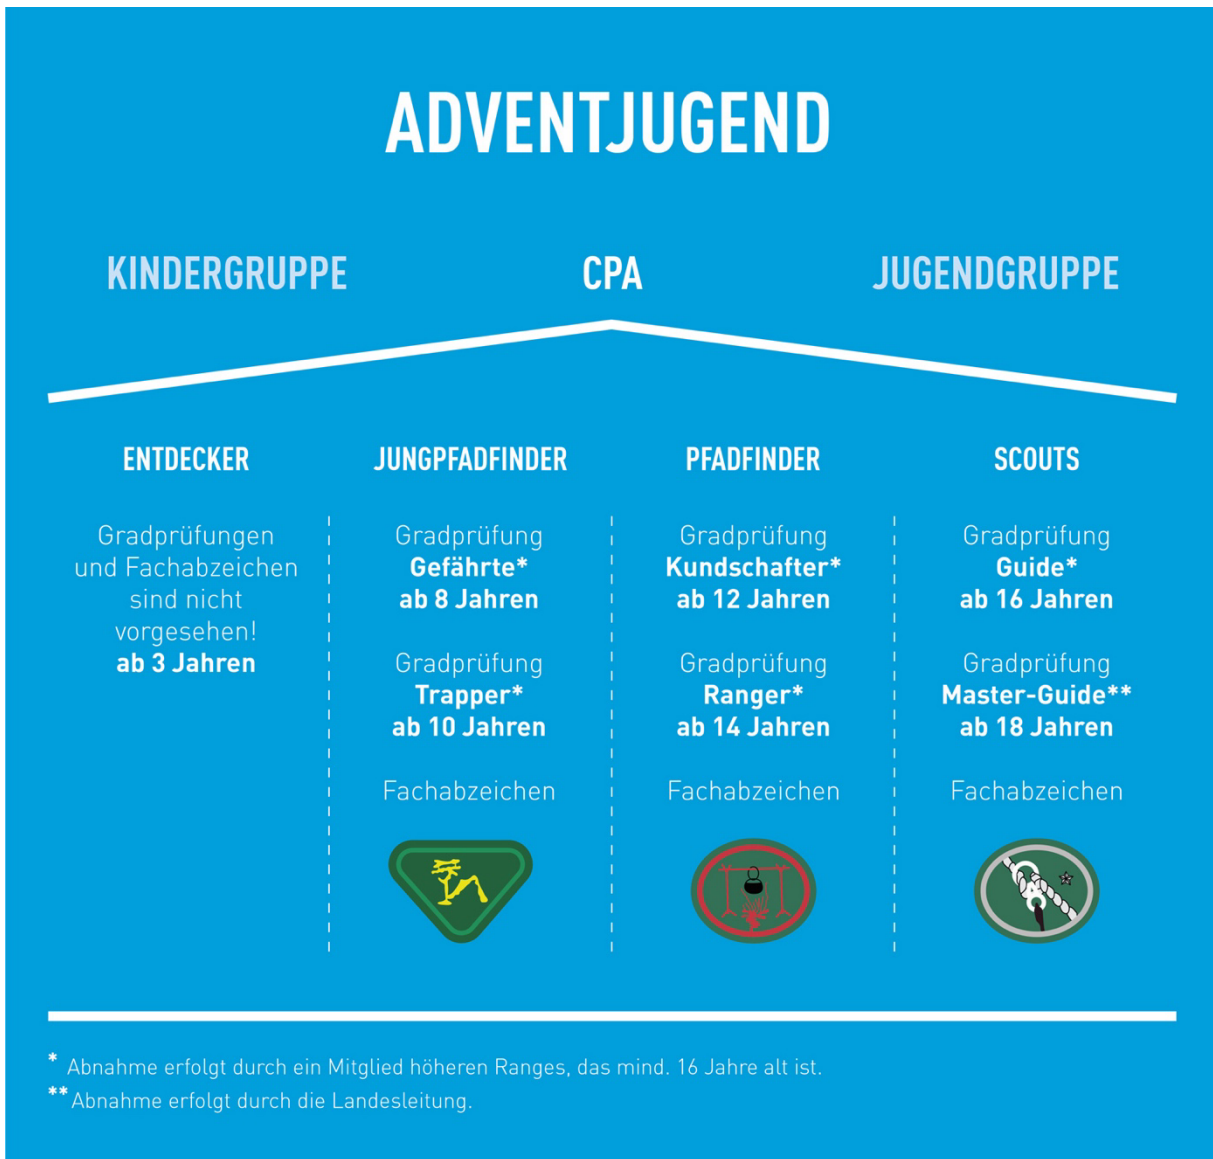 ADVENTJUGEND
KINDERGRUPPE
CPA
JUGENDGRUPPE
ENTDECKER
Gradprüfungen
und Fachabzeichen
sind nicht
vorgesehen!
ab 3 Jahren
JUNGPFADFINDER
Gradprüfung
Gefährte*
ab 8 Jahren
Gradprüfung
Trapper*
ab 10 Jahren
Fachabzeichen
PFADFINDER
Gradprüfung
Kundschafter*
ab 12 Jahren
Gradprüfung
Ranger*
ab 14 Jahren
Fachabzeichen
SCOUTS
Gradprüfung
Guide*
ab 16 Jahren
Gradprüfung
Master-Guide**
ab 18 Jahren
Fachabzeichen
* Abnahme erfolgt durch ein Mitglied höheren Ranges, das mind. 16 Jahre alt ist.
** Abnahme erfolgt durch die Landesleitung.